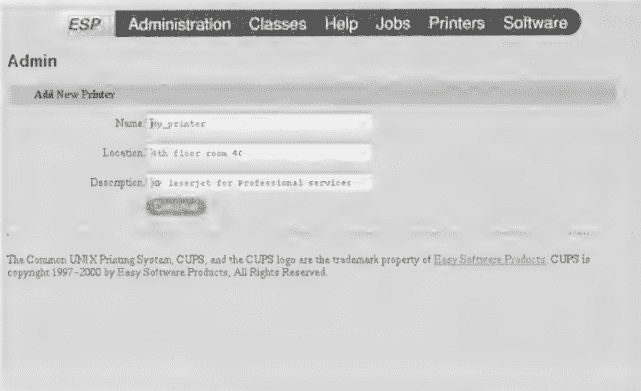 ESP Administration Classes Help Jobs Printers Software
Admin
Add New Printer
Name: My_printer
Location: 4th floor room 4C
Description: HP laserjet for Professional services
The Common UNIX Printing System, CUPS, and the CUPS logo are the trademark property of Easy Software Products. CUPS is
copyright 1997-2000 by Easy Software Products, All Rights Reserved.